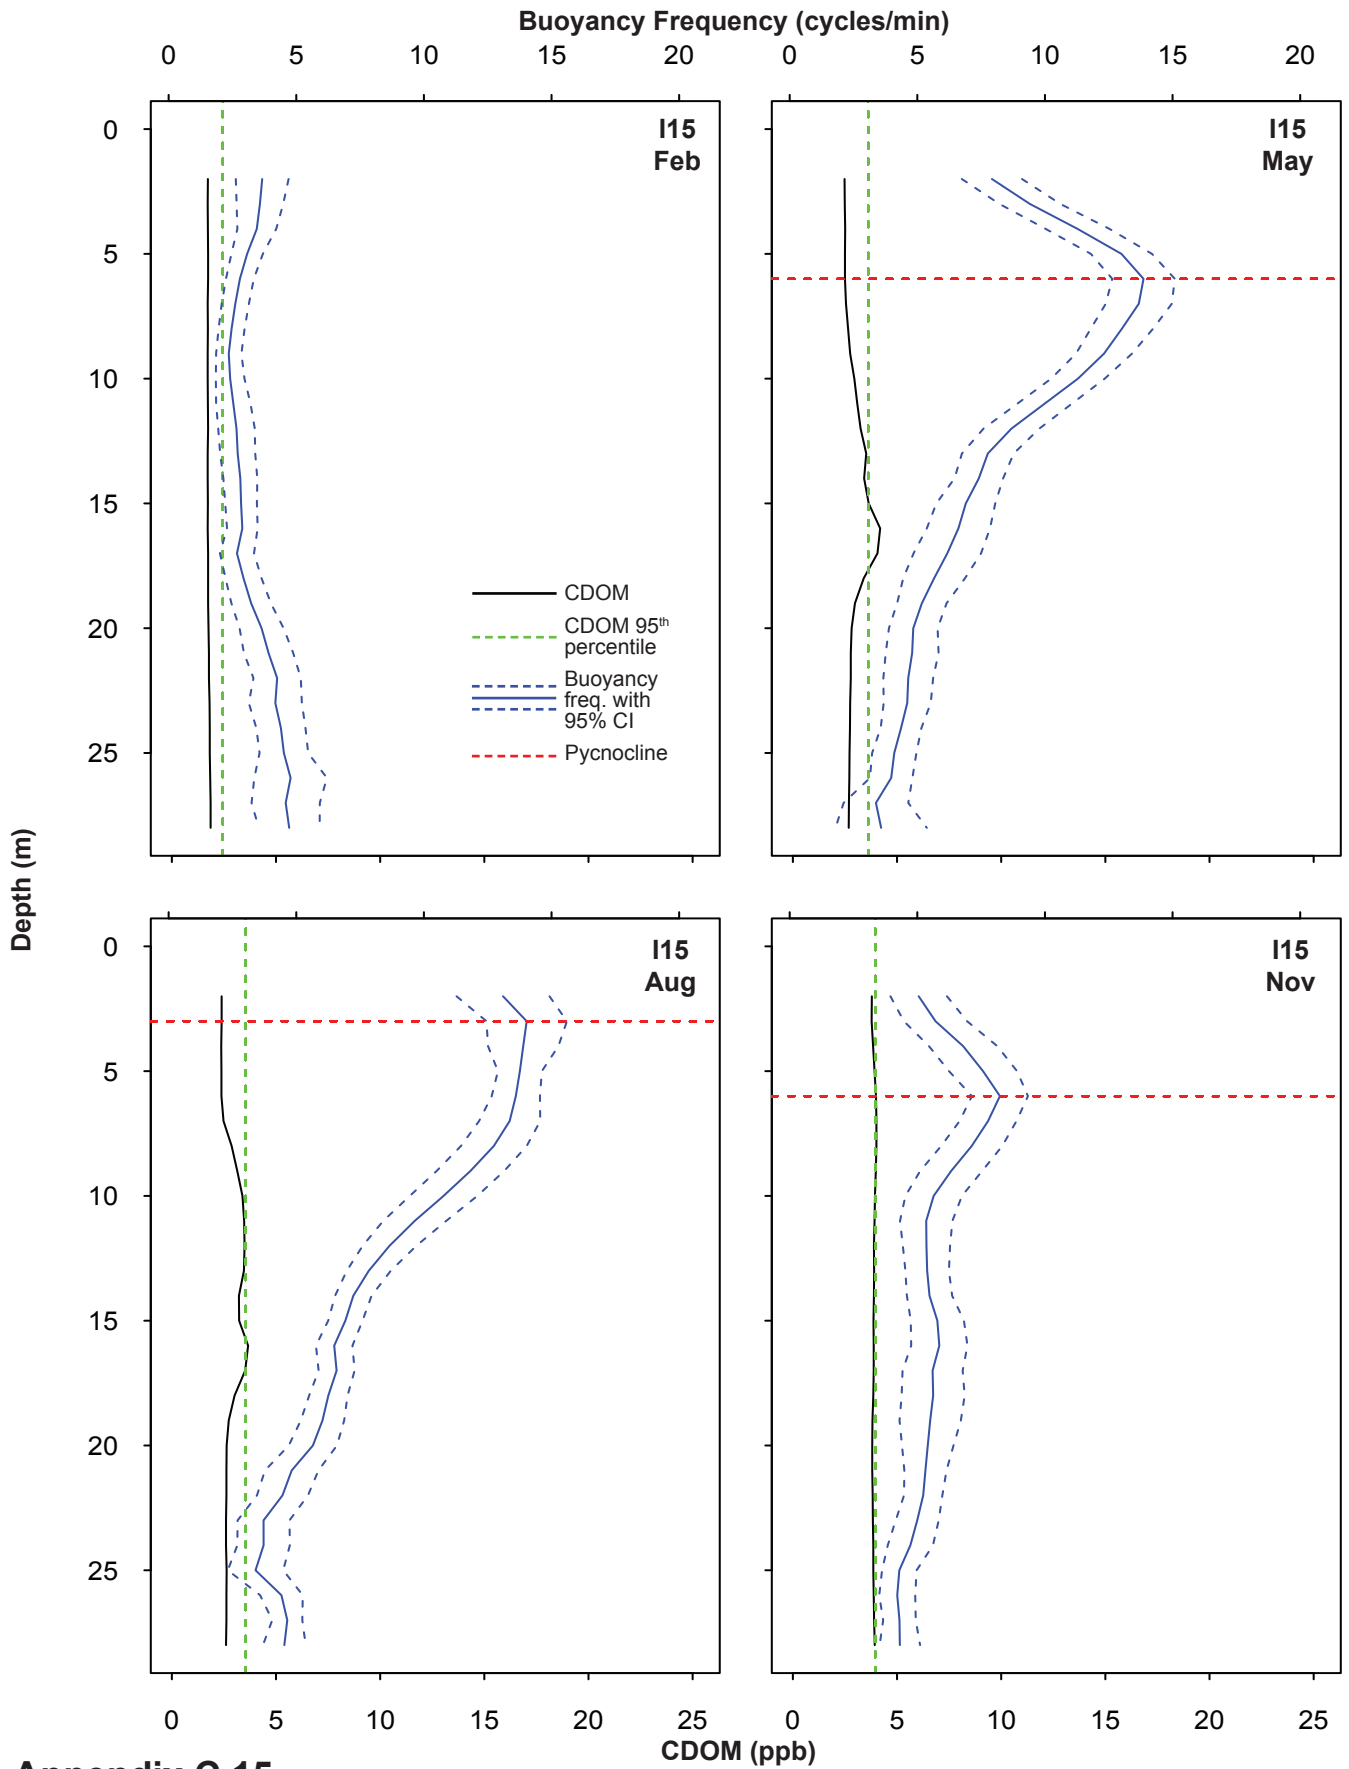 Buoyancy Frequency (cycles/min)
0 5 10 15 20 0 5 10 15 20
I15
Feb
I15
May
0
5
10
15
20
25
CDOM
CDOM 95th
percentile
Buoyancy
freq. with
95% CI
Pycnocline
Depth (m)
I15
Aug
I15
Nov
0
5
10
15
20
25
0 5 10 15 20 25 0 5 10 15 20 25
CDOM (ppb)
Appendix C.15